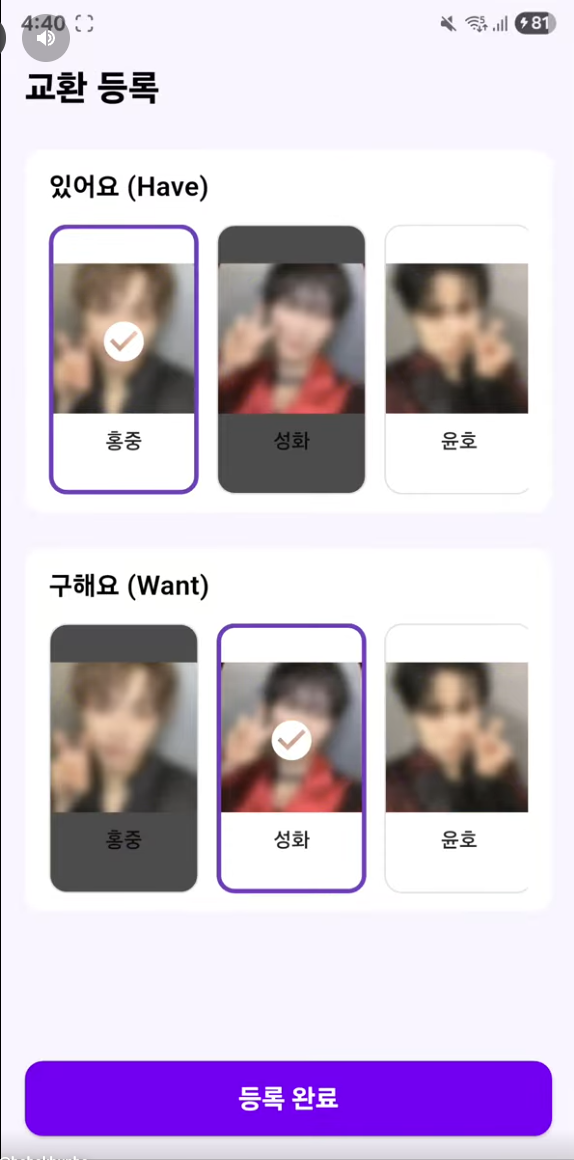 4:40
81
교환 등록
있어요 (Have)
홍중
성화
윤호
구해요 (Want)
홍중
성화
윤호
등록 완료